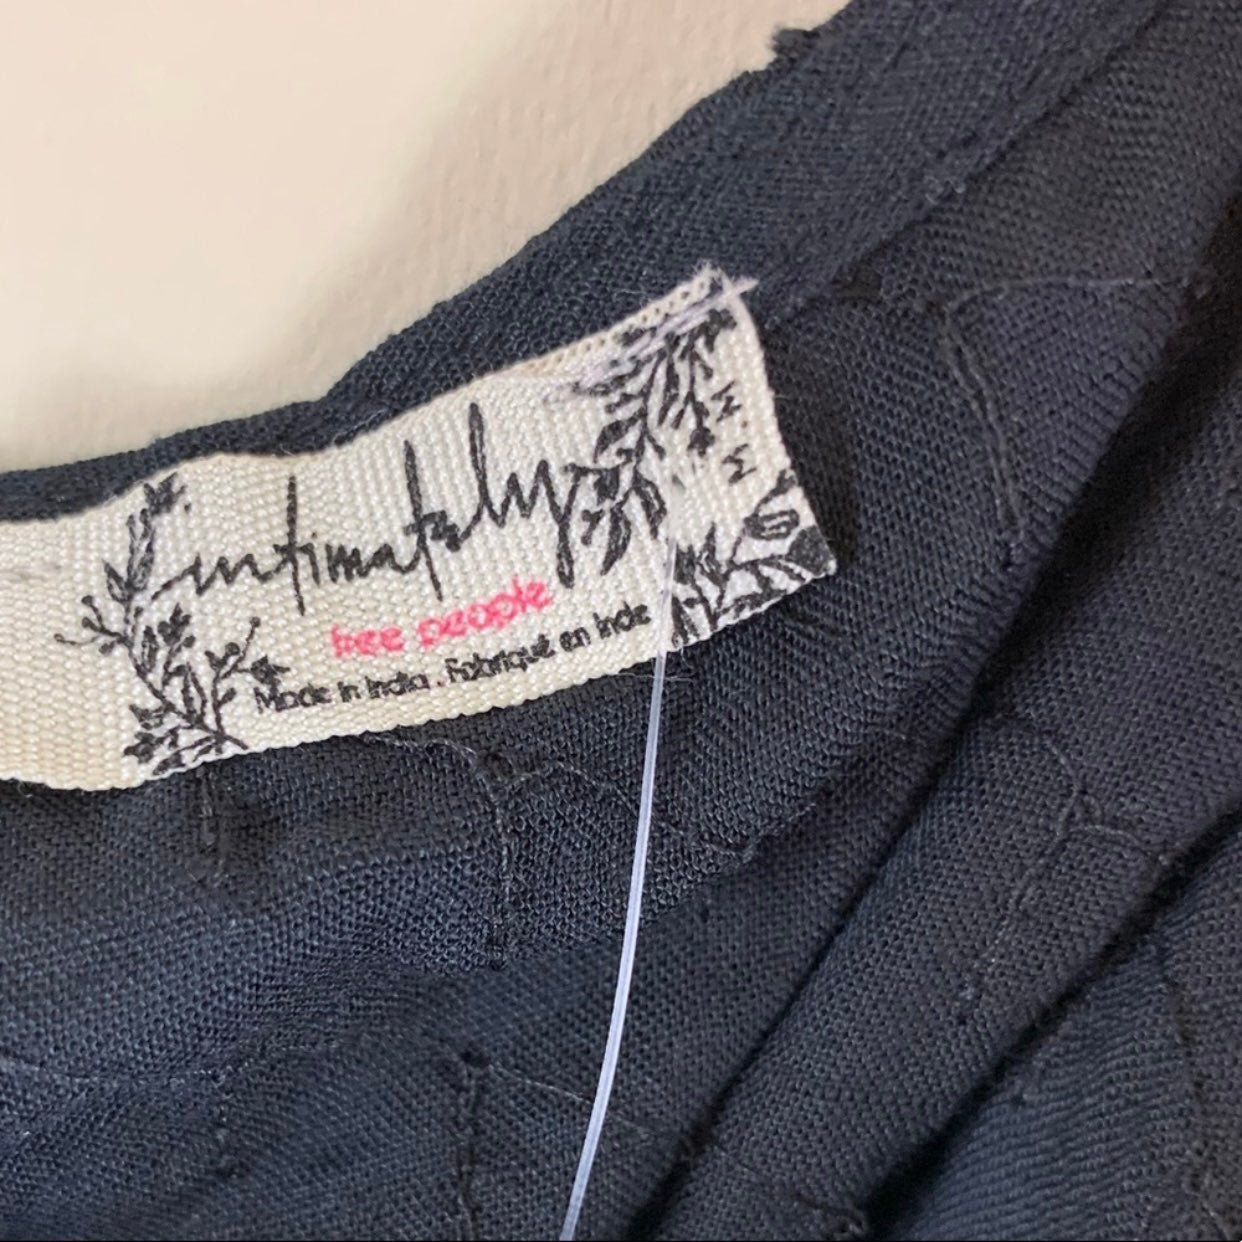 intimately
free people
Made in India. Fabriqué en Inde
M
M